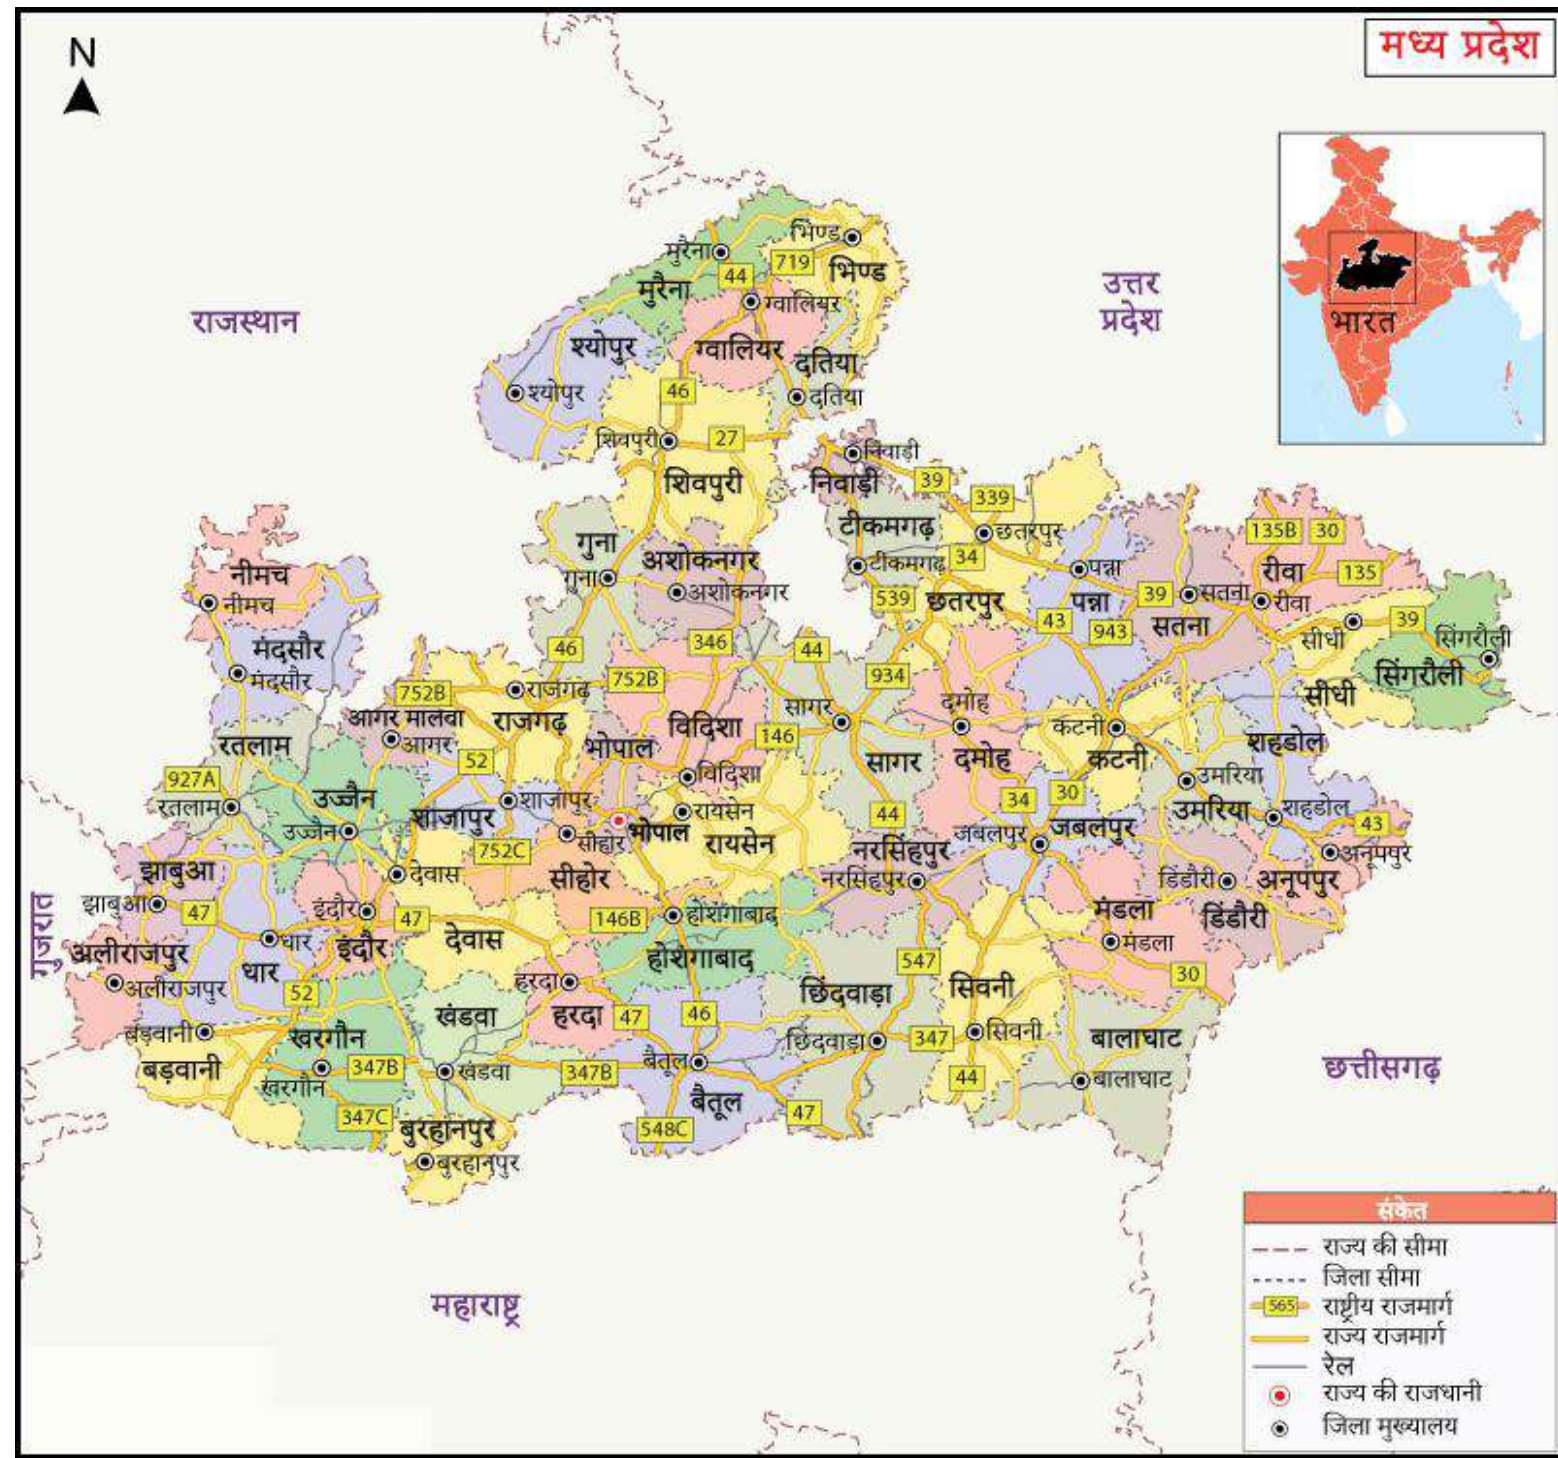 मध्य प्रदेश
N
भारत
राजस्थान
उत्तर
प्रदेश
मुरैना
भिण्ड
719
44
भिण्ड
मुरैना
ग्वालियर
श्योपुर
ग्वालियर
दतिया
श्योपुर
46
दतिया
शिवपुरी
27
निवाड़ी
शिवपुरी
निवाड़ी
39
339
टीकमगढ़
छतरपुर
135B
30
गुना
अशोकनगर
34
टीकमगढ़
पन्ना
रीवा
135
नीमच
गुना
अशोकनगर
539
छतरपुर
पन्ना
39
सतना
रीवा
नीमच
43
943
सतना
सीधी
39
सिंगरौली
मंदसौर
46
346
44
934
सिंगरौली
मंदसौर
752B
राजगढ़
752B
सीधी
आगर मालवा
राजगढ़
विदिशा
सागर
दमोह
कटनी
रतलाम
आगर
भोपाल
146
सागर
दमोह
कटनी
शहडोल
927A
52
विदिशा
उमरिया
रतलाम
उज्जैन
शाजापुर
शाजापुर
रायसेन
44
34
30
उमरिया
शहडोल
उज्जैन
सीहोर
भोपाल
रायसेन
नरसिंहपुर
जबलपुर
जबलपुर
43
752C
अनूपपुर
झाबुआ
देवास
सीहोर
नरसिंहपुर
डिंडौरी
अनूपपुर
झाबुआ
47
इंदौर
47
146B
होशंगाबाद
मंडला
डिंडौरी
गुजरात
अलीराजपुर
धार
इंदौर
देवास
होशंगाबाद
547
मंडला
धार
अलीराजपुर
52
हरदा
छिंदवाड़ा
सिवनी
30
बड़वानी
खरगौन
खंडवा
हरदा
47
46
छिंदवाड़ा
347
सिवनी
बालाघाट
बड़वानी
347B
खंडवा
347B
बैतूल
44
बालाघाट
छत्तीसगढ़
खरगौन
347C
बुरहानपुर
बैतूल
47
548C
बुरहानपुर
महाराष्ट्र
संकेत
राज्य की सीमा
जिला सीमा
565 राष्ट्रीय राजमार्ग
राज्य राजमार्ग
रेल
राज्य की राजधानी
जिला मुख्यालय